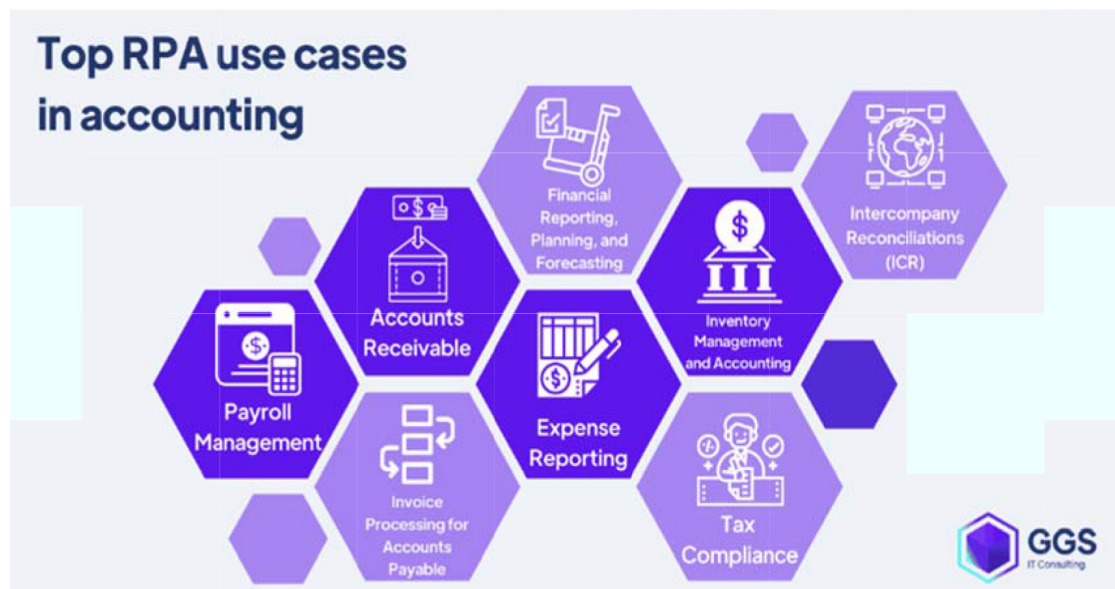 Top RPA use cases
in accounting
Financial
Reporting,
Planning, and
Forecasting
Intercompany
Reconciliations
(ICR)
Accounts
Receivable
Inventory
Management
and Accounting
Payroll
Management
Expense
Reporting
Invoice
Processing for
Accounts
Payable
Tax
Compliance
GGS
IT Consulting